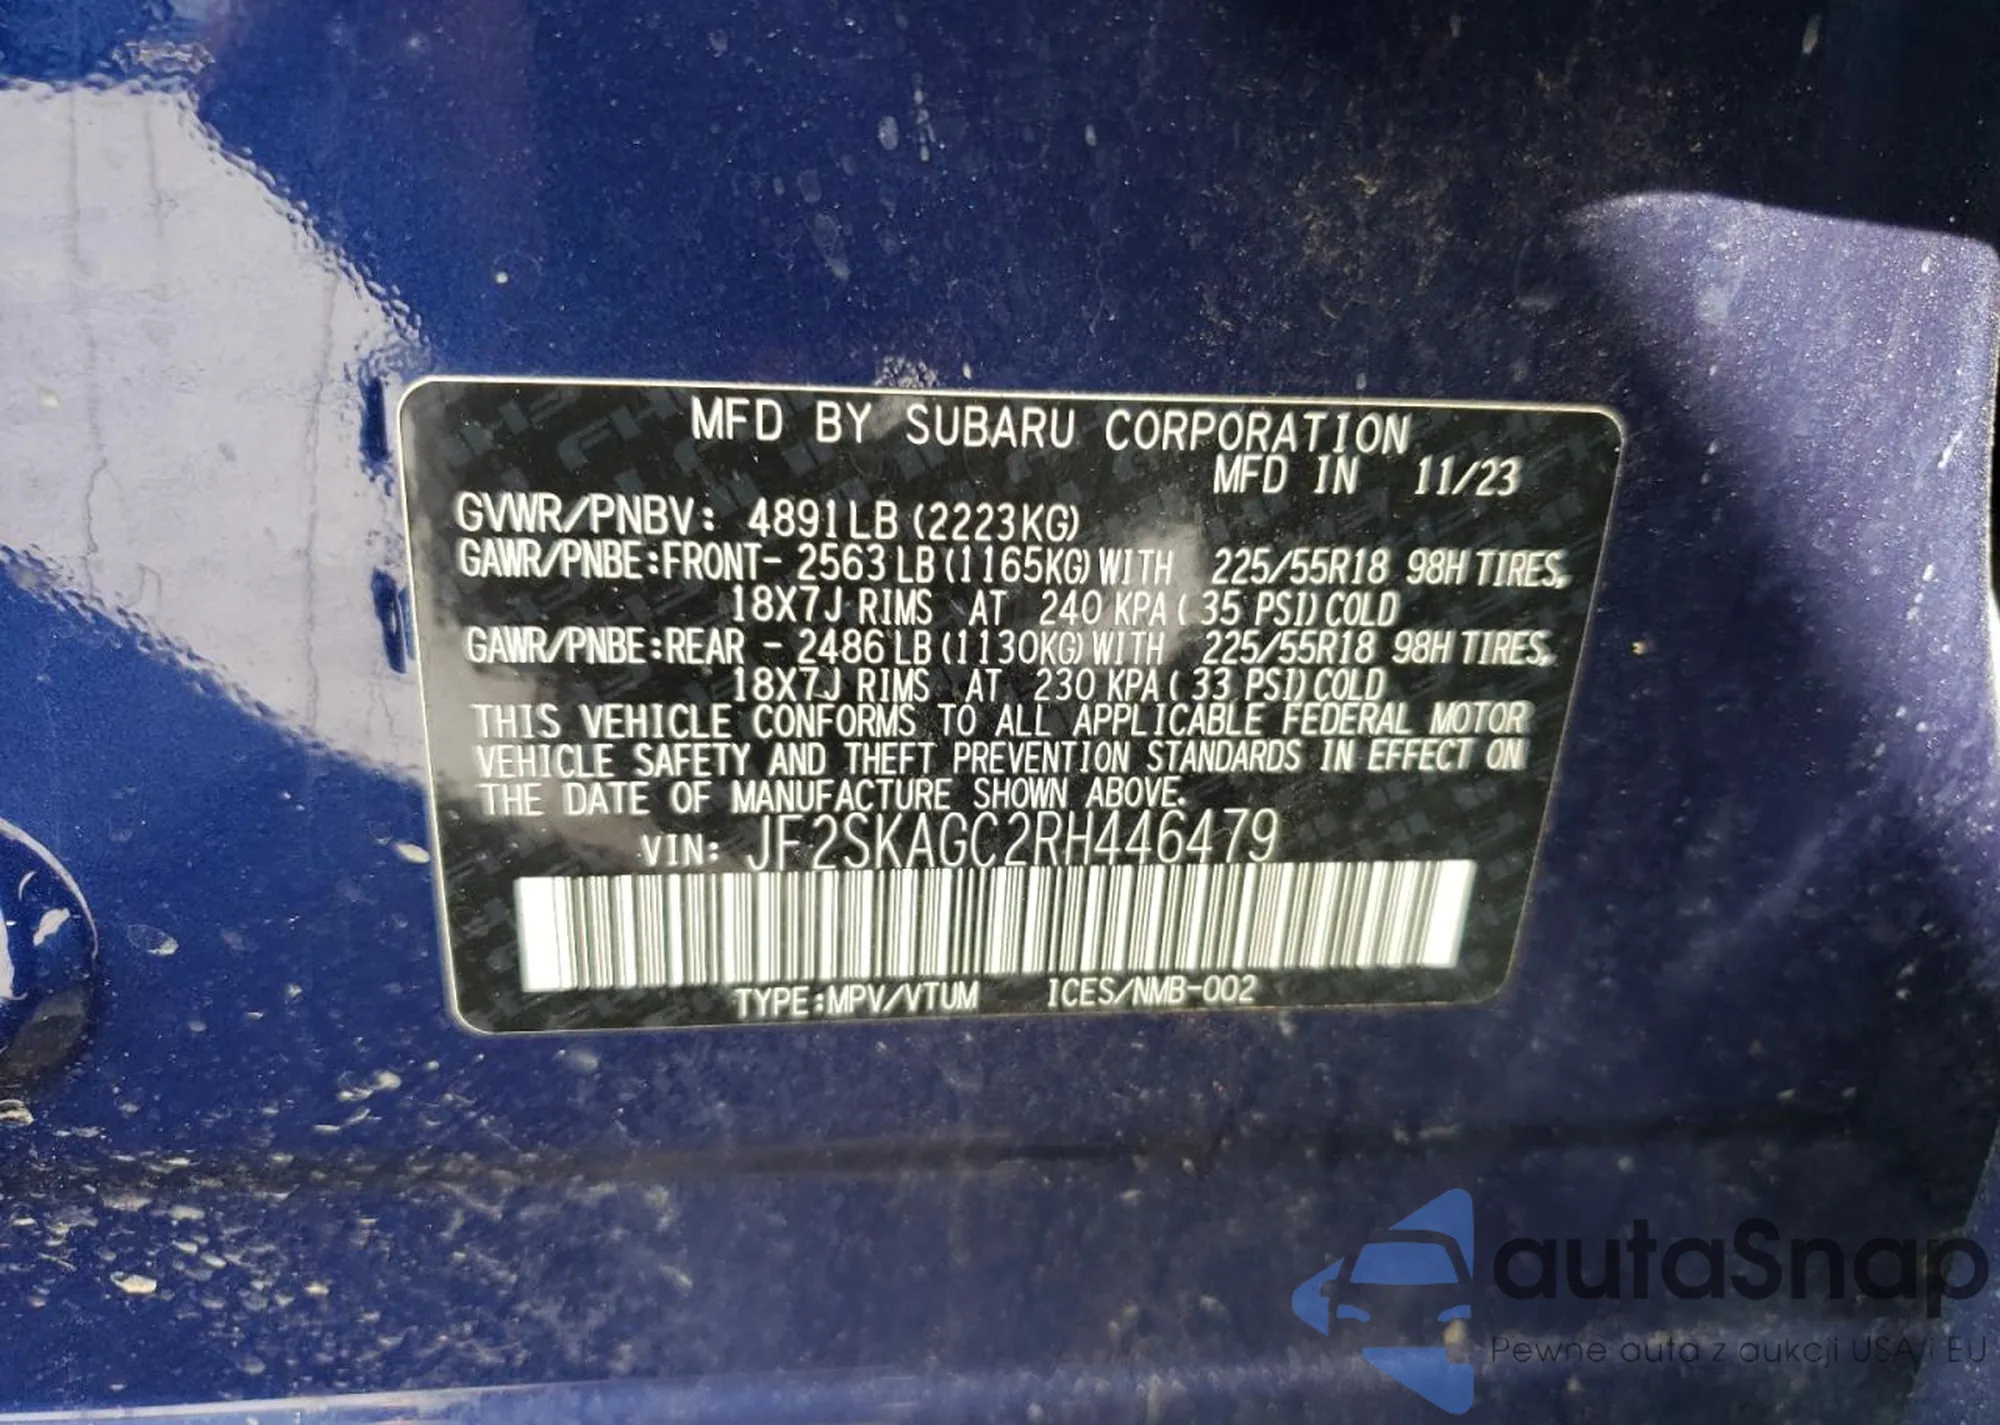 MFD BY SUBARU CORPORATION
MFD IN 11/23
GVWR/PNBV: 4891LB (2223KG)
GAWR/PNBE:FRONT- 2563 LB (1165KG) WITH 225/55R18 98H TIRES,
18X7J RIMS AT 240 KPA ( 35 PSI) COLD
GAWR/PNBE:REAR - 2486 LB (1130KG) WITH 225/55R18 98H TIRES,
18X7J RIMS AT 230 KPA ( 33 PSI) COLD
THIS VEHICLE CONFORMS TO ALL APPLICABLE FEDERAL MOTOR
VEHICLE SAFETY AND THEFT PREVENTION STANDARDS IN EFFECT ON
THE DATE OF MANUFACTURE SHOWN ABOVE.
VIN: JF2SKAGC2RH446479
TYPE:MPV/VTUM ICES/NMB-002
autaSnap
Pewne auta z aukcji USA i EU